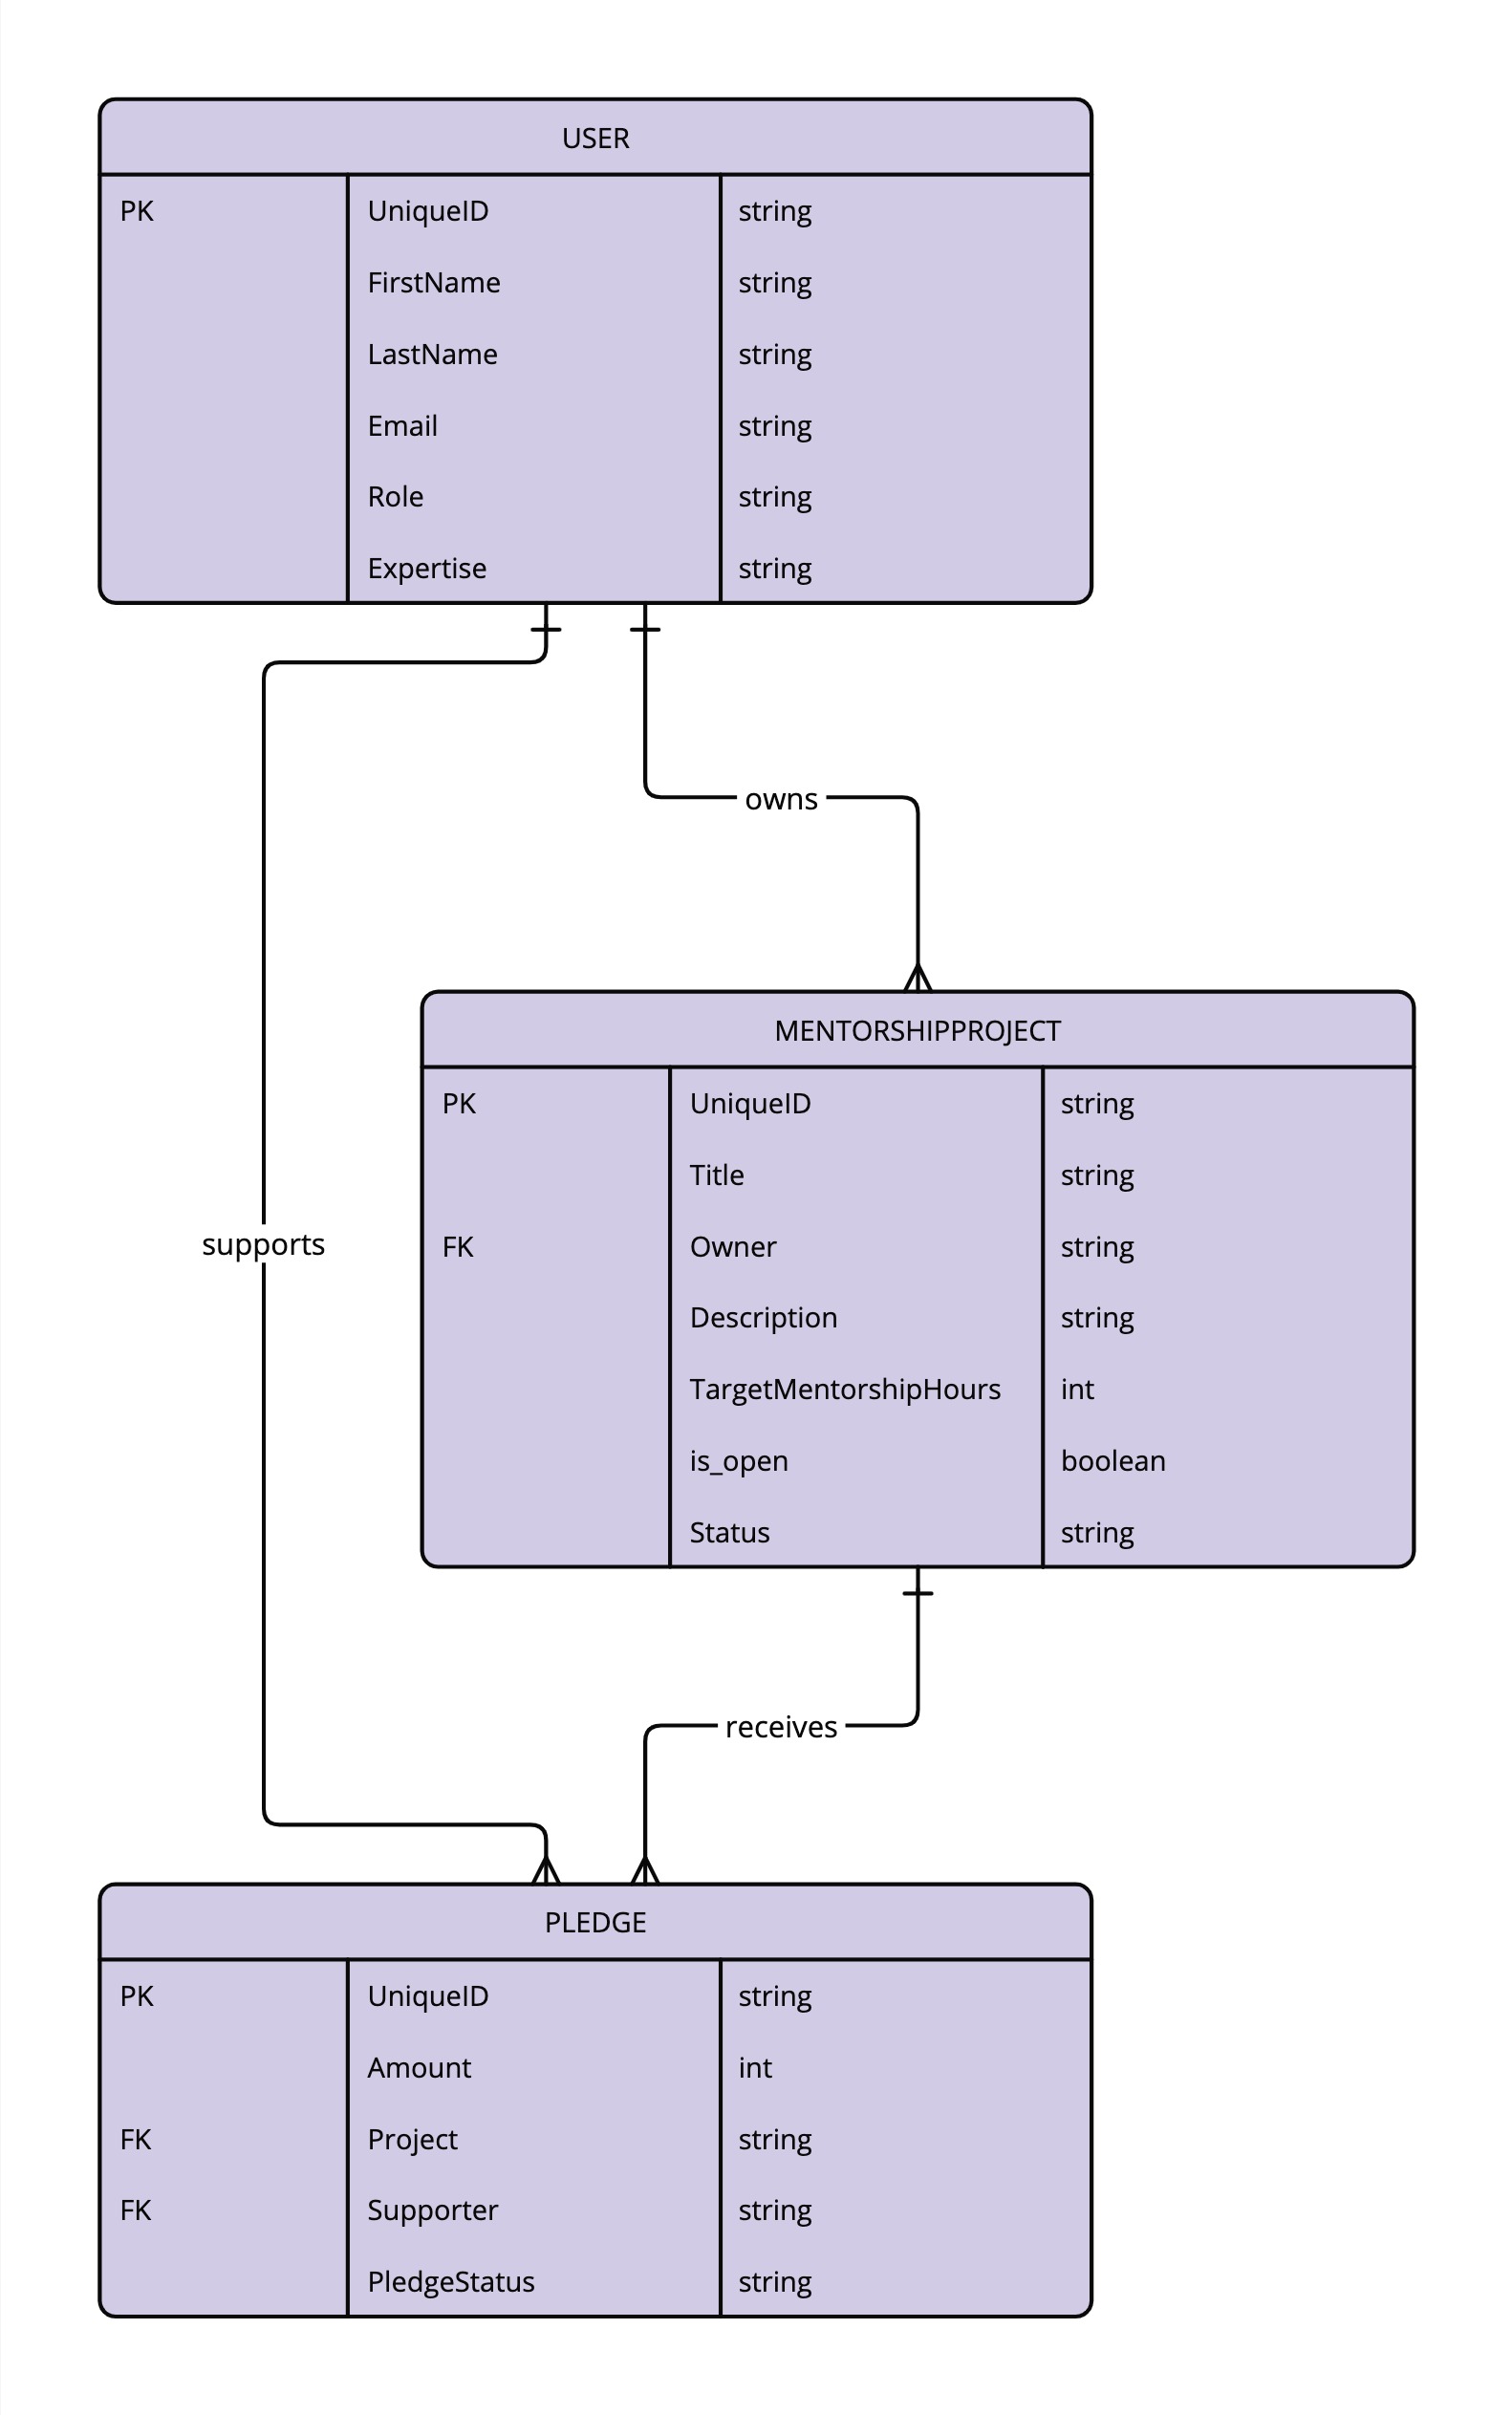 USER
PK UniqueID string
FirstName string
LastName string
Email string
Role string
Expertise string
owns
MENTORSHIPPROJECT
PK UniqueID string
Title string
FK Owner string
Description string
TargetMentorshipHours int
is_open boolean
Status string
supports
receives
PLEDGE
PK UniqueID string
Amount int
FK Project string
FK Supporter string
PledgeStatus string